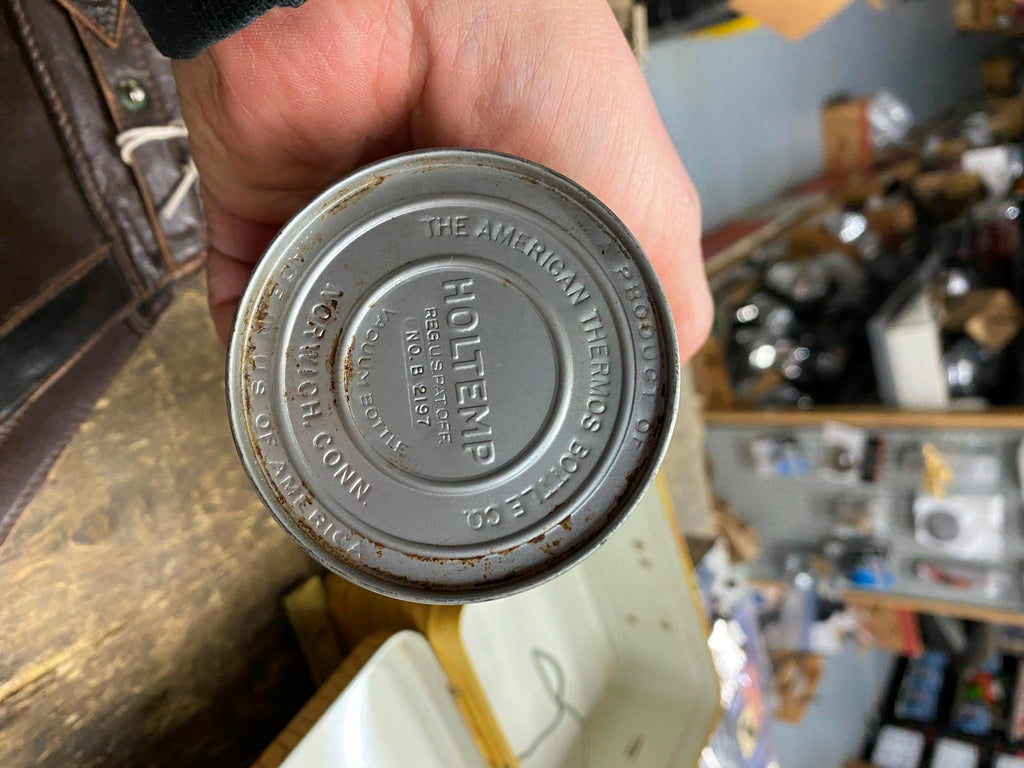 A PRODUCT OF
THE AMERICAN THERMOS BOTTLE CO.
HOLTEMP
REG.U.S.PAT.OFF.
NO. B 2197
VACUUM BOTTLE
NORWICH, CONN.
MADE IN U S OF AMERICA